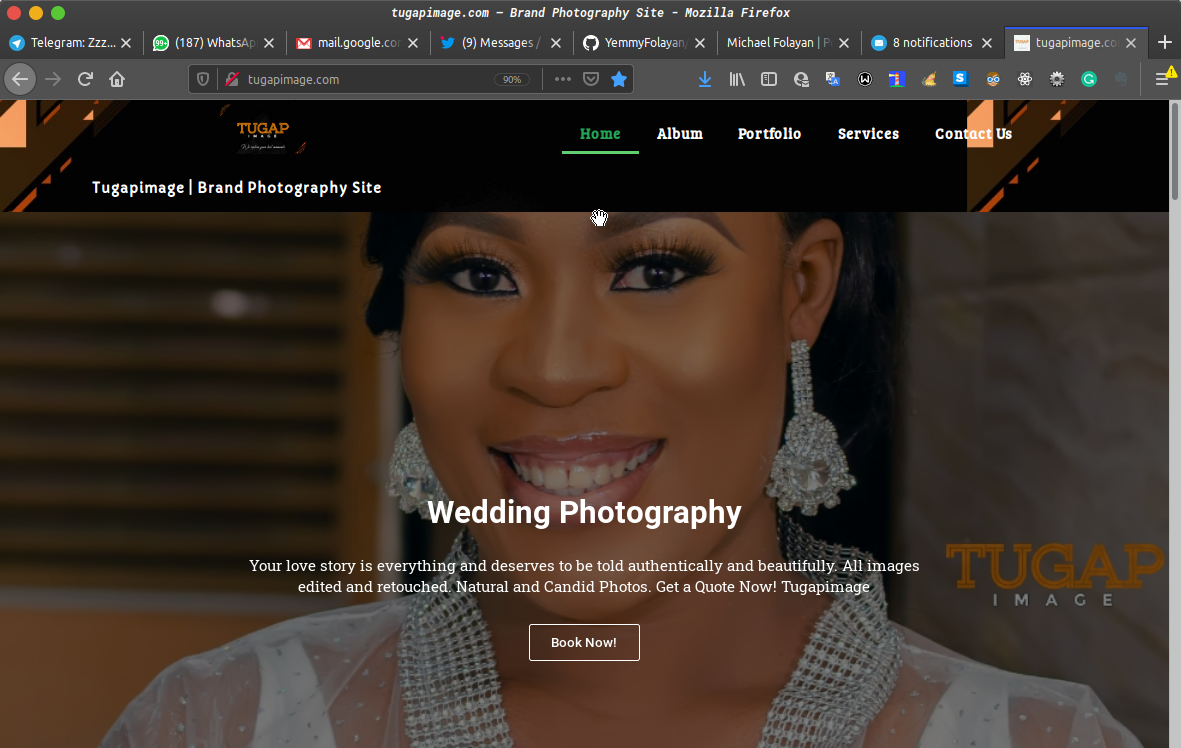 tugapimage.com – Brand Photography Site - Mozilla Firefox
Telegram: Zzz...
99+ (187) WhatsAp
mail.google.co
(9) Messages /
YemmyFolayan/
Michael Folayan | P
8 notifications
tugapimage.co
tugapimage.com
90%
TUGAP
IMAGE
Home Album Portfolio Services Contact Us
Tugapimage | Brand Photography Site
Wedding Photography
Your love story is everything and deserves to be told authentically and beautifully. All images
edited and retouched. Natural and Candid Photos. Get a Quote Now! Tugapimage
TUGAP
IMAGE
Book Now!